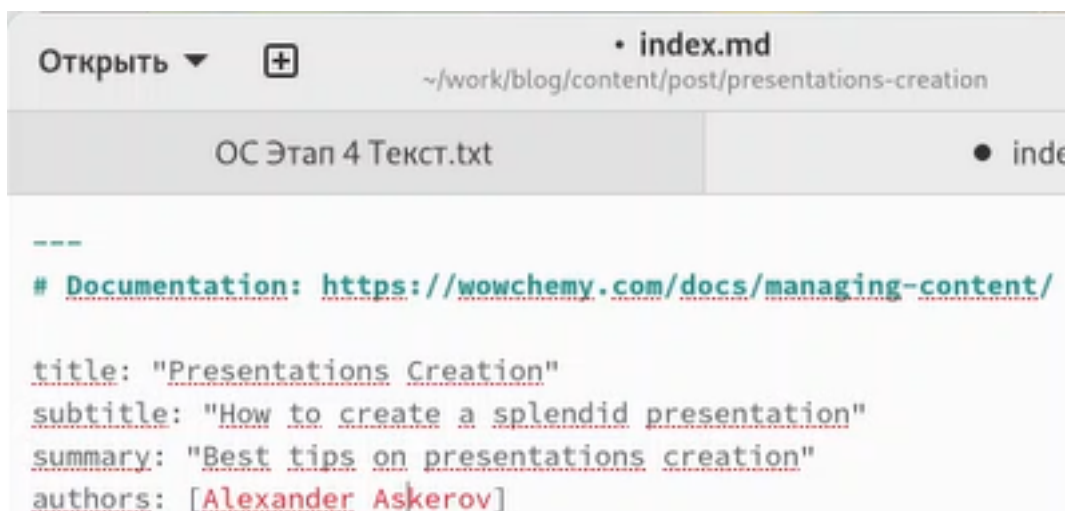 Открыть
• index.md
~/work/blog/content/post/presentations-creation
ОС Этап 4 Текст.txt
● inde
---
# Documentation: https://wowchemy.com/docs/managing-content/
title: "Presentations Creation"
subtitle: "How to create a splendid presentation"
summary: "Best tips on presentations creation"
authors: [Alexander Askerov]